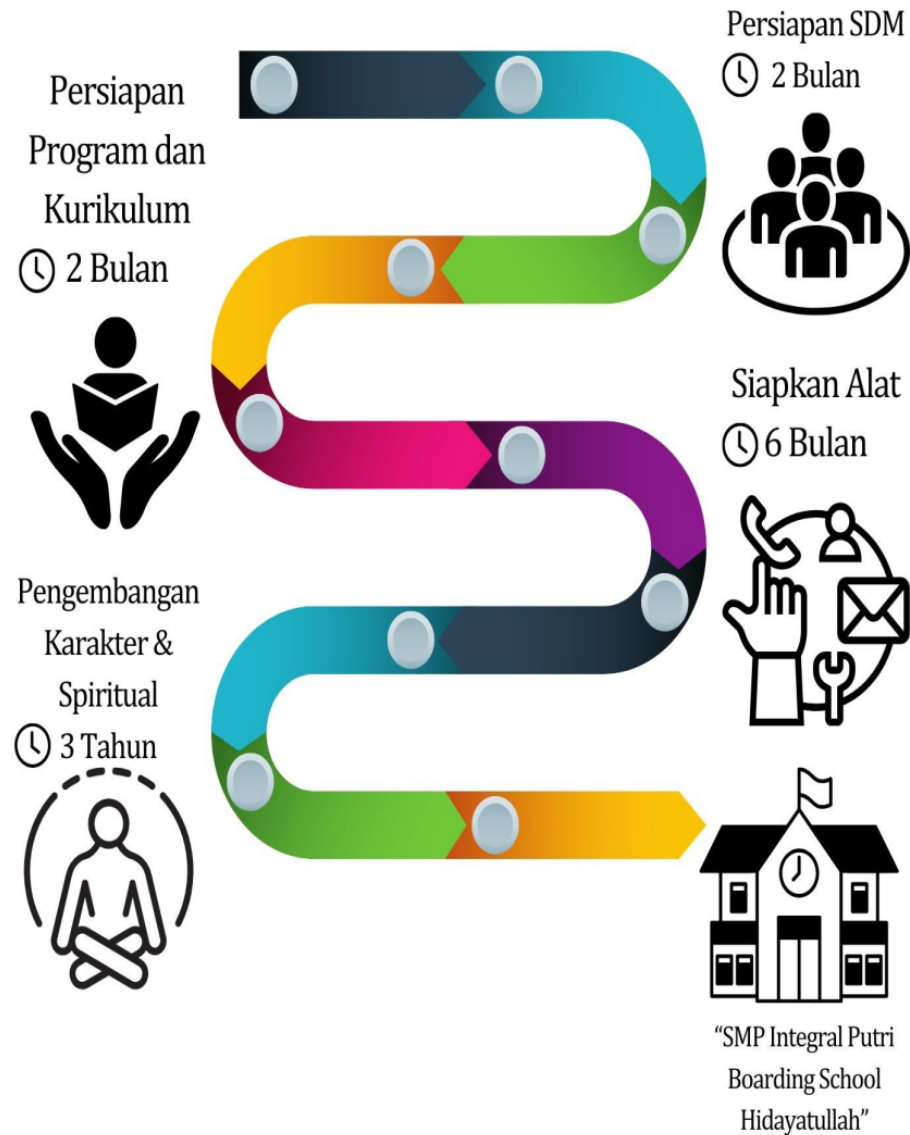 Persiapan SDM
2 Bulan
Persiapan
Program dan
Kurikulum
2 Bulan
Siapkan Alat
6 Bulan
Pengembangan
Karakter &
Spiritual
3 Tahun
“SMP Integral Putri
Boarding School
Hidayatullah”